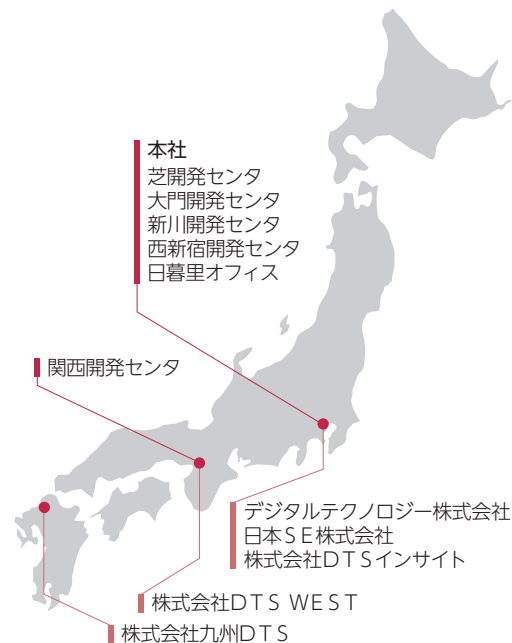 本社
芝開発センタ
大門開発センタ
新川開発センタ
西新宿開発センタ
日暮里オフィス
関西開発センタ
デジタルテクノロジー株式会社
日本ＳＥ株式会社
株式会社ＤＴＳインサイト
株式会社ＤＴＳ ＷＥＳＴ
株式会社九州ＤＴＳ